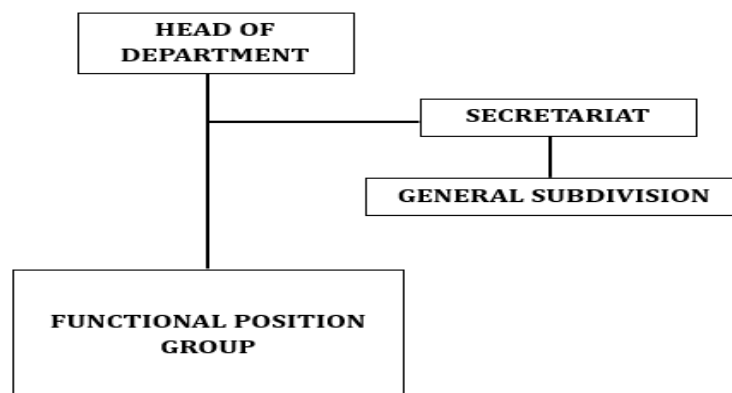 HEAD OF
DEPARTMENT
SECRETARIAT
GENERAL SUBDIVISION
FUNCTIONAL POSITION
GROUP